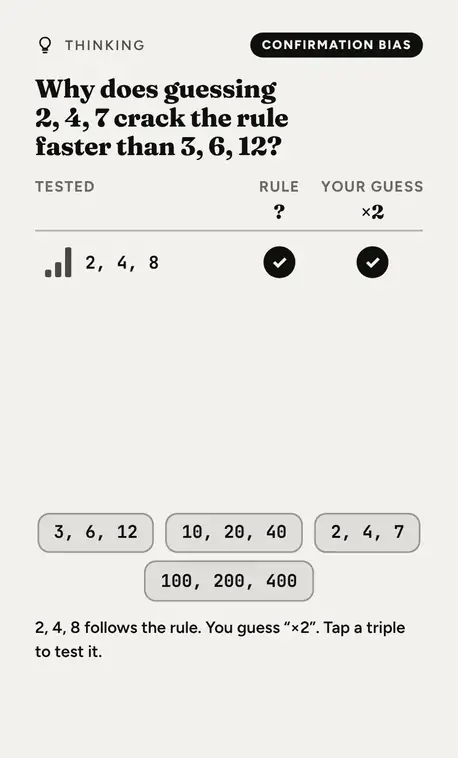 THINKING
CONFIRMATION BIAS
Why does guessing
2, 4, 7 crack the rule
faster than 3, 6, 12?
TESTED RULE YOUR GUESS
? ×2
2, 4, 8
3, 6, 12 10, 20, 40 2, 4, 7
100, 200, 400
2, 4, 8 follows the rule. You guess “×2”. Tap a triple
to test it.